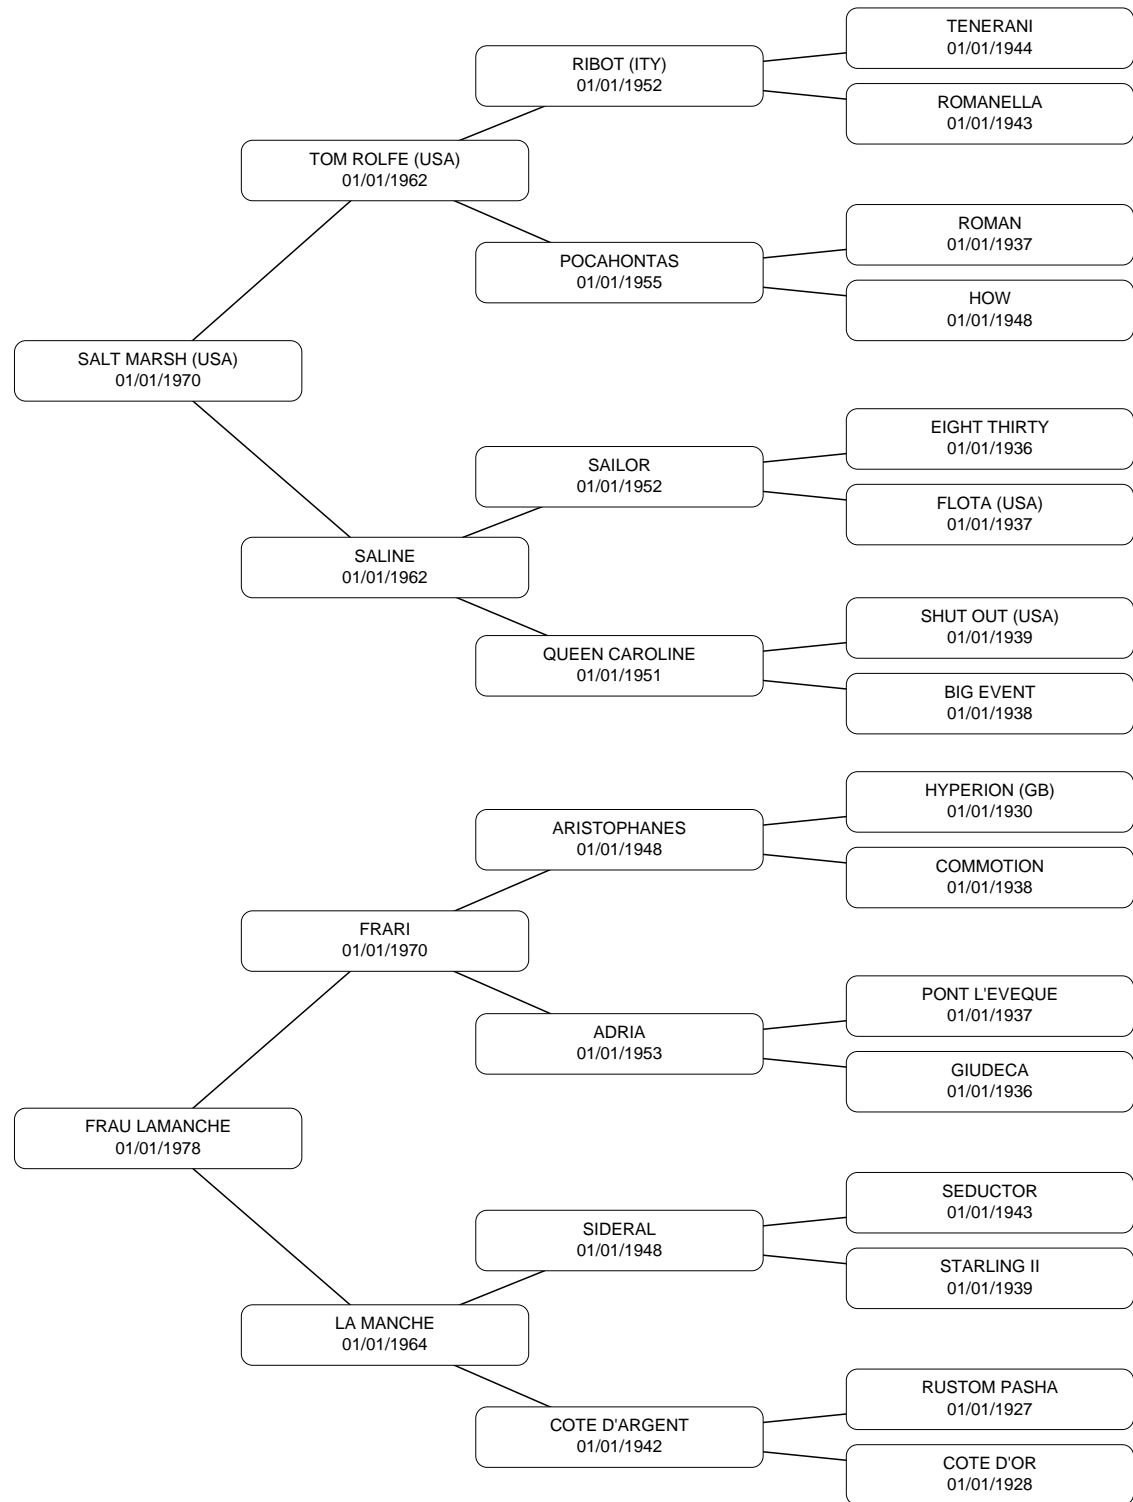 TENERANI
01/01/1944
RIBOT (ITY)
01/01/1952
ROMANELLA
01/01/1943
TOM ROLFE (USA)
01/01/1962
ROMAN
01/01/1937
POCAHONTAS
01/01/1955
HOW
01/01/1948
SALT MARSH (USA)
01/01/1970
EIGHT THIRTY
01/01/1936
SAILOR
01/01/1952
FLOTA (USA)
01/01/1937
SALINE
01/01/1962
SHUT OUT (USA)
01/01/1939
QUEEN CAROLINE
01/01/1951
BIG EVENT
01/01/1938
HYPERION (GB)
01/01/1930
ARISTOPHANES
01/01/1948
COMMOTION
01/01/1938
FRARI
01/01/1970
PONT L'EVEQUE
01/01/1937
ADRIA
01/01/1953
GIUDECA
01/01/1936
FRAU LAMANCHE
01/01/1978
SEDUCTOR
01/01/1943
SIDERAL
01/01/1948
STARLING II
01/01/1939
LA MANCHE
01/01/1964
RUSTOM PASHA
01/01/1927
COTE D'ARGENT
01/01/1942
COTE D'OR
01/01/1928